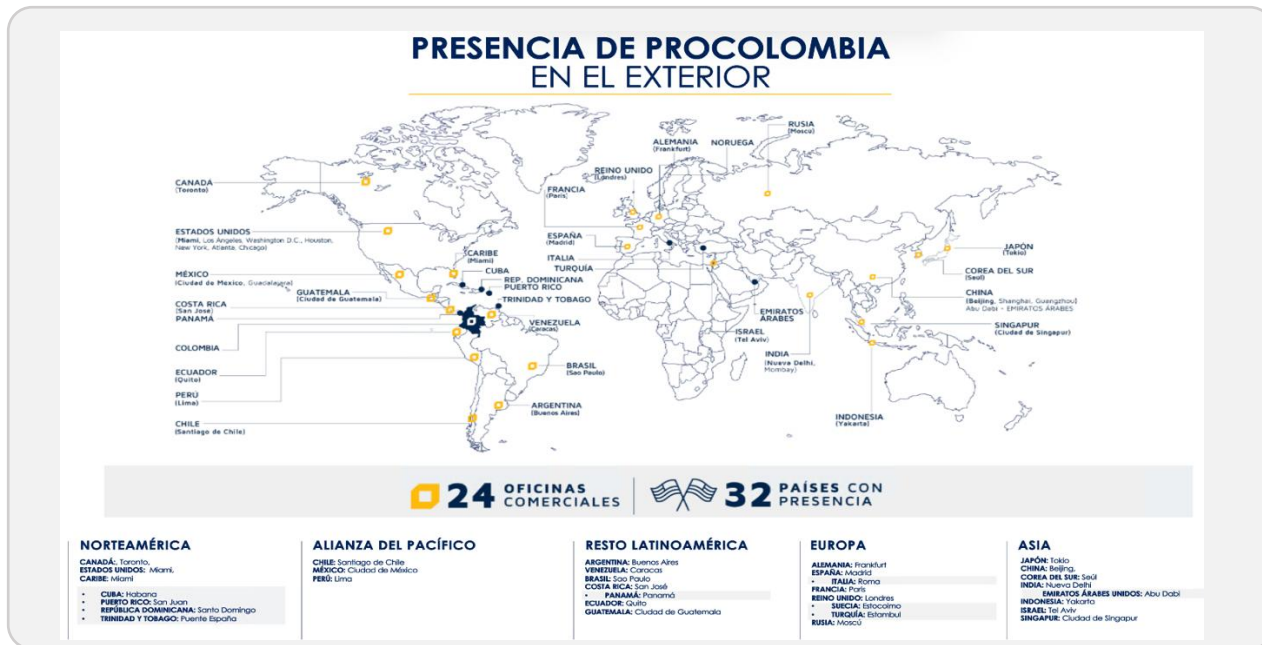 PRESENCIA DE PROCOLOMBIA
EN EL EXTERIOR
RUSIA
(Moscú)
ALEMANIA
(Frankfurt)
NORUEGA
REINO UNIDO
(Londres)
FRANCIA
(París)
CANADÁ
(Toronto)
ESTADOS UNIDOS
(Miami, Los Ángeles, Washington D.C., Houston,
New York, Atlanta, Chicago)
ESPAÑA
(Madrid)
ITALIA
TURQUÍA
CARIBE
(Miami)
CUBA
REP. DOMINICANA
PUERTO RICO
TRINIDAD Y TOBAGO
MÉXICO
(Ciudad de México, Guadalajara)
GUATEMALA
(Ciudad de Guatemala)
COSTA RICA
(San José)
PANAMÁ
VENEZUELA
(Caracas)
COLOMBIA
ECUADOR
(Quito)
PERÚ
(Lima)
CHILE
(Santiago de Chile)
BRASIL
(Sao Paulo)
ARGENTINA
(Buenos Aires)
JAPÓN
(Tokio)
COREA DEL SUR
(Seúl)
CHINA
(Beijing, Shanghai, Guangzhou)
Abu Dabi - EMIRATOS ÁRABES
SINGAPUR
(Ciudad de Singapur)
EMIRATOS
ÁRABES
ISRAEL
(Tel Aviv)
INDIA
(Nueva Delhi,
Mombay)
INDONESIA
(Yakarta)
24 OFICINAS
COMERCIALES
32 PAÍSES CON
PRESENCIA
NORTEAMÉRICA
CANADÁ:, Toronto,
ESTADOS UNIDOS: Miami,
CARIBE: Miami
• CUBA: Habana
• PUERTO RICO: San Juan
• REPÚBLICA DOMINICANA: Santo Domingo
• TRINIDAD Y TOBAGO: Puente España
ALIANZA DEL PACÍFICO
CHILE: Santiago de Chile
MÉXICO: Ciudad de México
PERÚ: Lima
RESTO LATINOAMÉRICA
ARGENTINA: Buenos Aires
VENEZUELA: Caracas
BRASIL: Sao Paulo
COSTA RICA: San José
• PANAMÁ: Panamá
ECUADOR: Quito
GUATEMALA: Ciudad de Guatemala
EUROPA
ALEMANIA: Frankfurt
ESPAÑA: Madrid
• ITALIA: Roma
FRANCIA: París
REINO UNIDO: Londres
• SUECIA: Estocolmo
• TURQUÍA: Estambul
RUSIA: Moscú
ASIA
JAPÓN: Tokio
CHINA: Beijing,
COREA DEL SUR: Seúl
INDIA: Nueva Delhi
EMIRATOS ÁRABES UNIDOS: Abu Dabi
INDONESIA: Yakarta
ISRAEL: Tel Aviv
SINGAPUR: Ciudad de Singapur